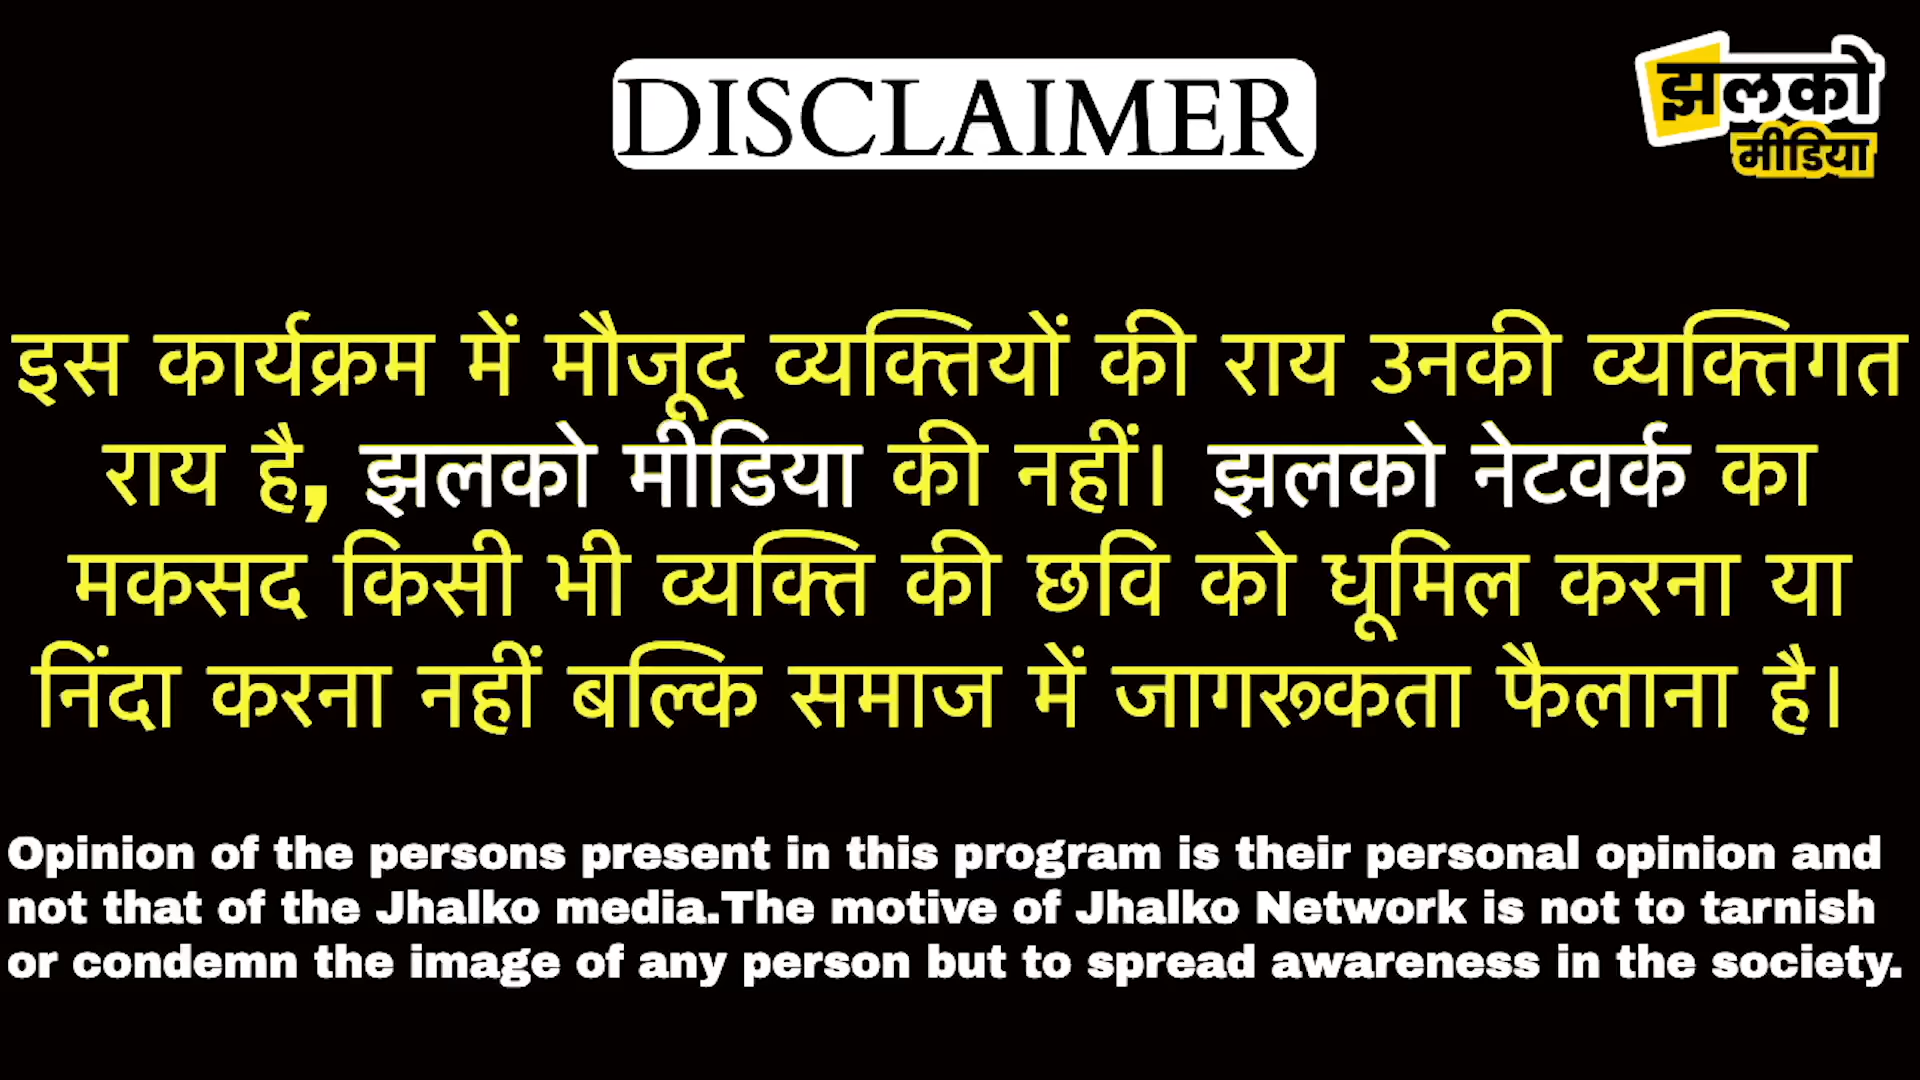 DISCLAIMER
झलको
मीडिया
इस कार्यक्रम में मौजूद व्यक्तियों की राय उनकी व्यक्तिगत
राय है, झलको मीडिया की नहीं। झलको नेटवर्क का
मकसद किसी भी व्यक्ति की छवि को धूमिल करना या
निंदा करना नहीं बल्कि समाज में जागरूकता फैलाना है।
Opinion of the persons present in this program is their personal opinion and
not that of the Jhalko media.The motive of Jhalko Network is not to tarnish
or condemn the image of any person but to spread awareness in the society.